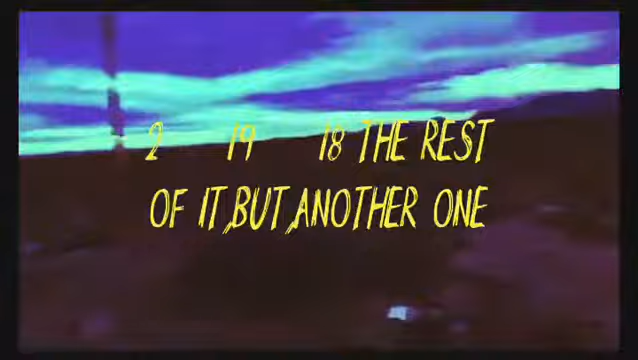 2 19 18 THE REST
OF IT,BUT,ANOTHER ONE